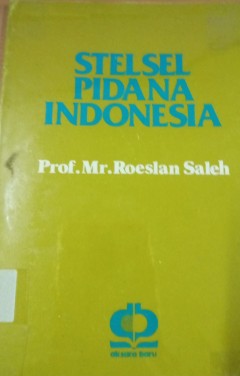 STELSEL
PIDANA
INDONESIA
Prof.Mr.Roeslan Saleh
aksara baru